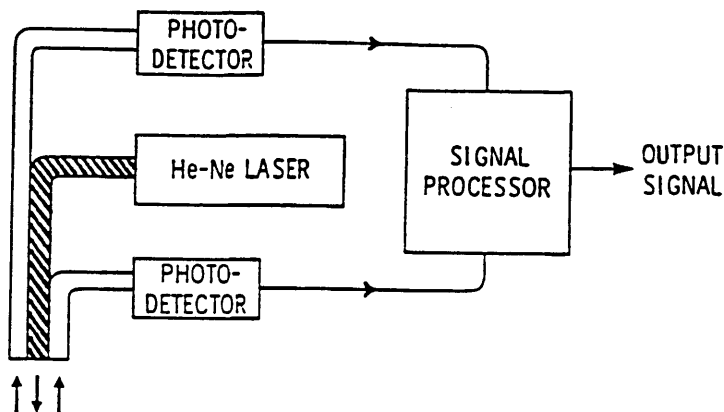 PHOTO-
DETECTOR
He-Ne LASER
SIGNAL
PROCESSOR
OUTPUT
SIGNAL
PHOTO-
DETECTOR